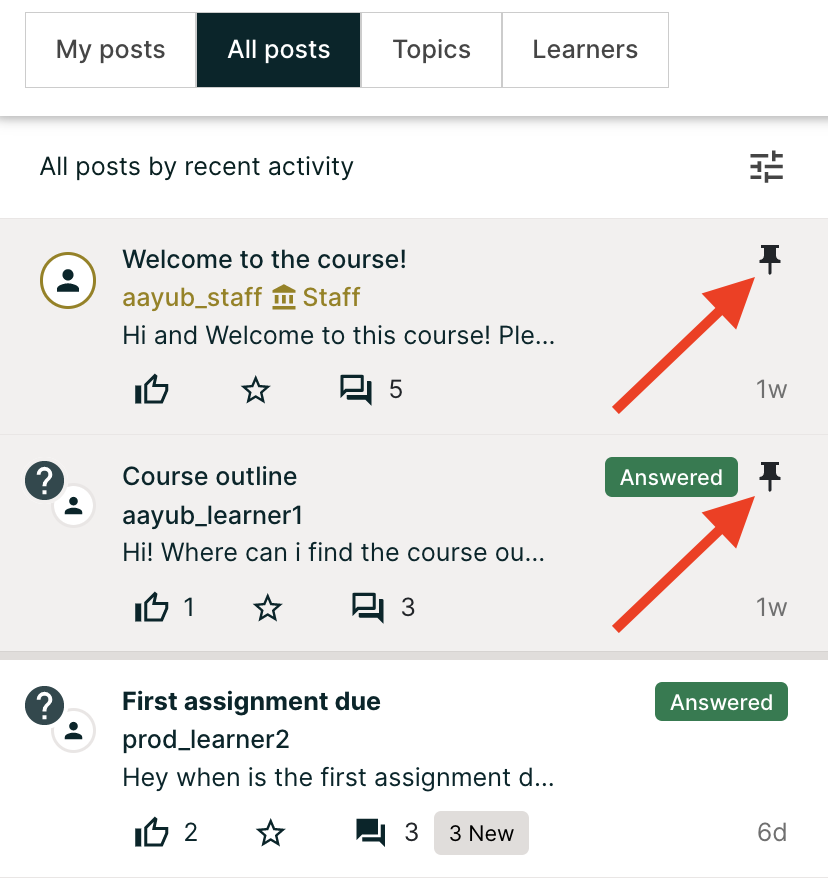 My posts
All posts
Topics
Learners
All posts by recent activity
Welcome to the course!
aayub_staff Staff
Hi and Welcome to this course! Ple...
5
1w
?
Course outline
Answered
aayub_learner1
Hi! Where can i find the course ou...
1
3
1w
?
First assignment due
Answered
prod_learner2
Hey when is the first assignment d...
2
3
3 New
6d